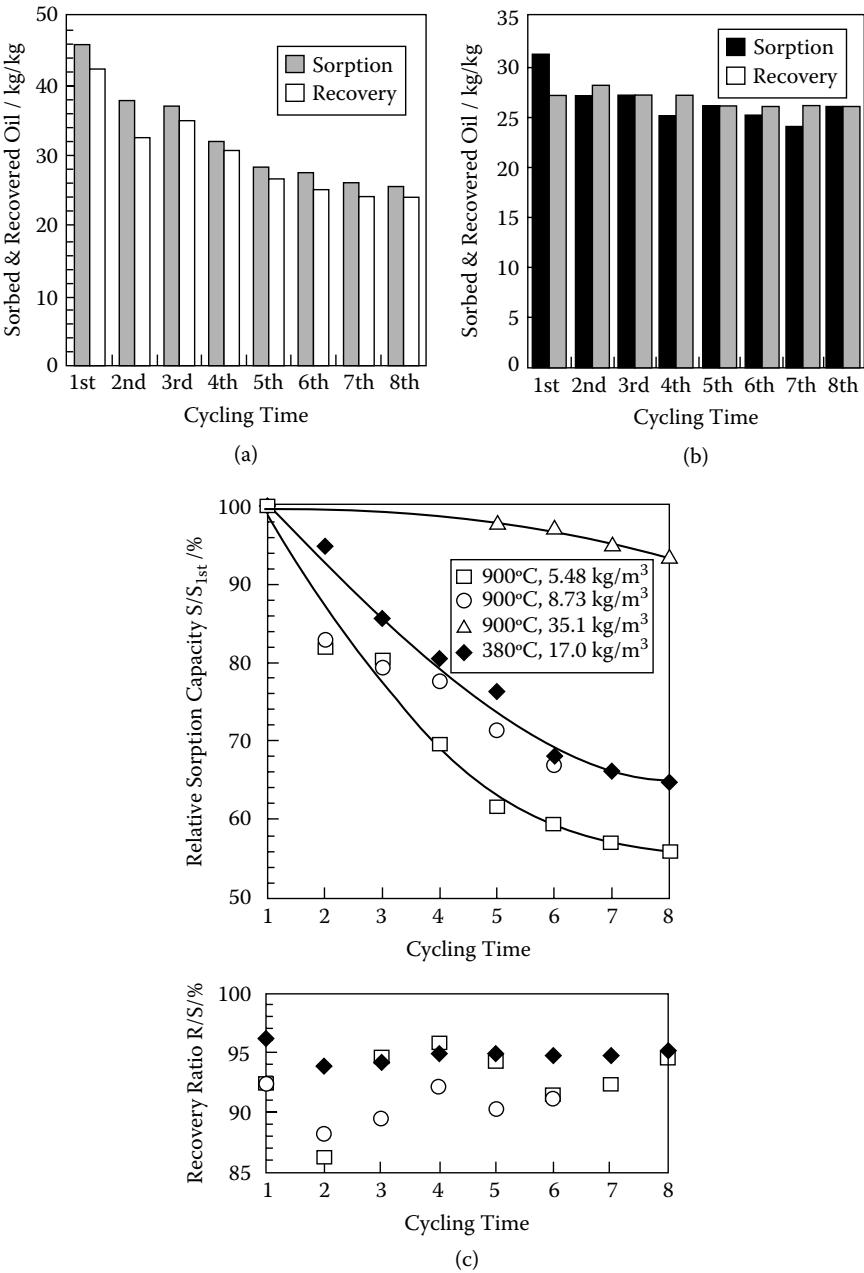 50
40
30
20
10
0
Sorbed & Recovered Oil / kg/kg
Sorption
Recovery
1st 2nd 3rd 4th 5th 6th 7th 8th
Cycling Time
(a)
35
30
25
20
15
10
5
0
Sorbed & Recovered Oil / kg/kg
Sorption
Recovery
1st 2nd 3rd 4th 5th 6th 7th 8th
Cycling Time
(b)
100
90
80
70
60
50
Relative Sorption Capacity S/S1st /%
900ºC, 5.48 kg/m³
900ºC, 8.73 kg/m³
900ºC, 35.1 kg/m³
380ºC, 17.0 kg/m³
1 2 3 4 5 6 7 8
Cycling Time
100
95
90
85
Recovery Ratio R/S/%
1 2 3 4 5 6 7 8
Cycling Time
(c)